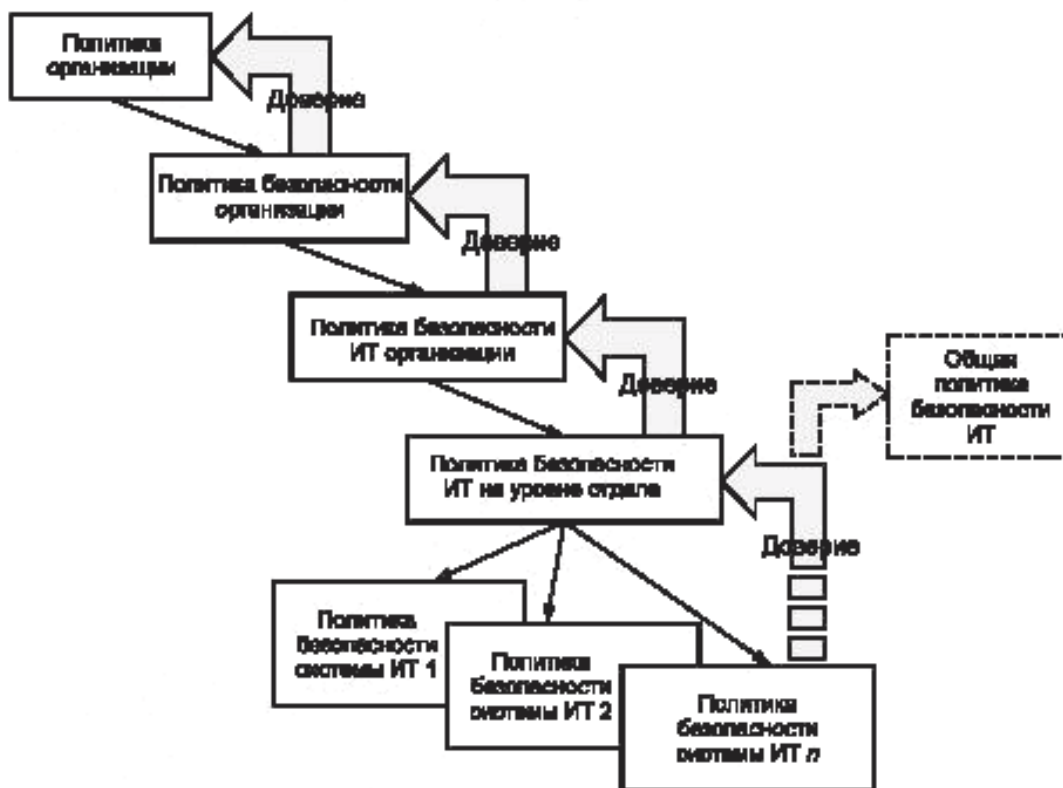 Политика
организации
Доверие
Политика безопасности
организации
Доверие
Политика безопасности
ИТ организации
Доверие
Общая
политика
безопасности
ИТ
Политика Безопасности
ИТ на уровне отдела
Доверие
Политика
Безопасности
системы ИТ 1
Политика
безопасности
системы ИТ 2
Политика
безопасности
системы ИТ n